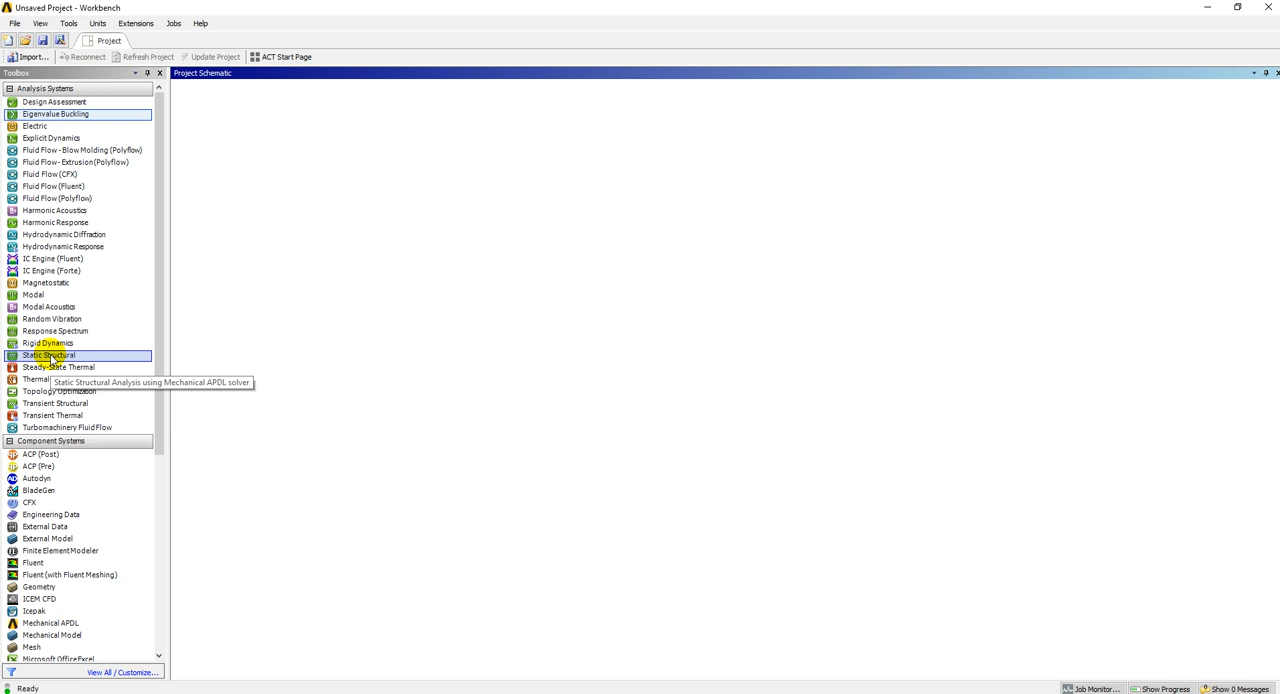 Unsaved Project - Workbench
File View Tools Units Extensions Jobs Help
Project
Import... Reconnect Refresh Project Update Project ACT Start Page
Toolbox
Project Schematic
Analysis Systems
Design Assessment
Eigenvalue Buckling
Electric
Explicit Dynamics
Fluid Flow - Blow Molding (Polyflow)
Fluid Flow- Extrusion (Polyflow)
Fluid Flow (CFX)
Fluid Flow (Fluent)
Fluid Flow (Polyflow)
Harmonic Acoustics
Harmonic Response
Hydrodynamic Diffraction
Hydrodynamic Response
IC Engine (Fluent)
IC Engine (Forte)
Magnetostatic
Modal
Modal Acoustics
Random Vibration
Response Spectrum
Rigid Dynamics
Static Structural
Steady-State Thermal
Thermal
Static Structural Analysis using Mechanical APDL solver
Topology Optimization
Transient Structural
Transient Thermal
Turbomachinery Fluid Flow
Component Systems
ACP (Post)
ACP (Pre)
Autodyn
BladeGen
CFX
Engineering Data
External Data
External Model
Finite Element Modeler
Fluent
Fluent (with Fluent Meshing)
Geometry
ICEM CFD
Icepak
Mechanical APDL
Mechanical Model
Mesh
Microsoft Office Excel
View All / Customize...
Ready
Job Monitor... Show Progress Show 0 Messages